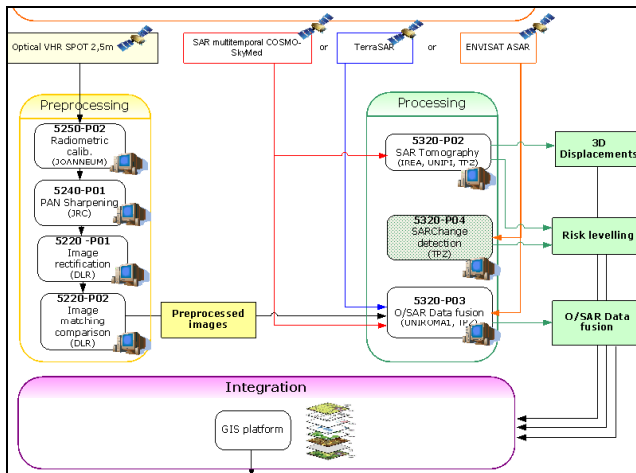 Optical VHR SPOT 2,5m
SAR multitemporal COSMO-
SkyMed
or
TerraSAR
or
ENVISAT ASAR
Preprocessing
5250-P02
Radiometric
calib.
(JOANNEUM)
5240-P01
PAN Sharpening
(JRC)
5220 -P01
Image
rectification
(DLR)
5220-P02
Image
matching
comparison
(DLR)
Preprocessed
images
Processing
5320-P02
SAR Tomography
(IREA, UNIPI, TPZ)
5320-P04
SARChange
detection
(TPZ)
5320-P03
O/SAR Data fusion
(UNIROMA1, TPZ)
3D
Displacements
Risk levelling
O/SAR Data
fusion
Integration
GIS platform